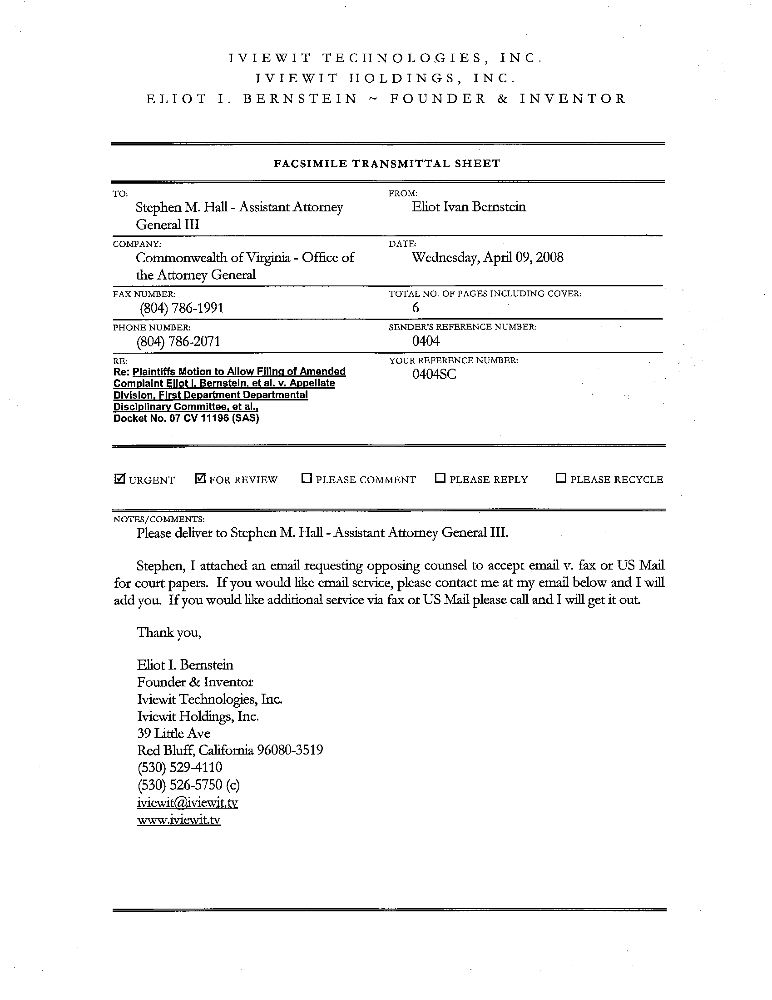 IVIEWIT TECHNOLOGIES, INC.
IVIEWIT HOLDINGS, INC.
ELIOT I. BERNSTEIN ~ FOUNDER & INVENTOR
FACSIMILE TRANSMITTAL SHEET
TO:
Stephen M. Hall - Assistant Attorney
General III
FROM:
Eliot Ivan Bernstein
COMPANY:
Commonwealth of Virginia - Office of
the Attorney General
DATE:
Wednesday, April 09, 2008
FAX NUMBER:
(804) 786-1991
TOTAL NO. OF PAGES INCLUDING COVER:
6
PHONE NUMBER:
(804) 786-2071
SENDER'S REFERENCE NUMBER:
0404
RE:
Re: Plaintiffs Motion to Allow Filing of Amended
Complaint Eliot I. Bernstein, et al. v. Appellate
Division, First Department Departmental
Disciplinary Committee, et al.,
Docket No. 07 CV 11196 (SAS)
YOUR REFERENCE NUMBER:
0404SC
☑ URGENT ☑ FOR REVIEW ☐ PLEASE COMMENT ☐ PLEASE REPLY ☐ PLEASE RECYCLE
NOTES/COMMENTS:
Please deliver to Stephen M. Hall - Assistant Attorney General III.
Stephen, I attached an email requesting opposing counsel to accept email v. fax or US Mail
for court papers. If you would like email service, please contact me at my email below and I will
add you. If you would like additional service via fax or US Mail please call and I will get it out.
Thank you,
Eliot I. Bernstein
Founder & Inventor
Iviewit Technologies, Inc.
Iviewit Holdings, Inc.
39 Little Ave
Red Bluff, California 96080-3519
(530) 529-4110
(530) 526-5750 (c)
iviewit@iviewit.tv
www.iviewit.tv